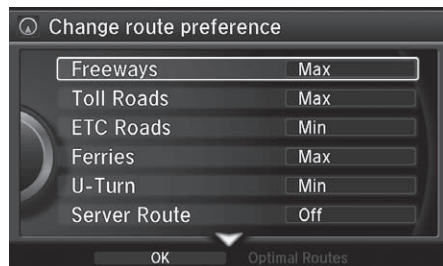 Change route preference
Freeways Max
Toll Roads Max
ETC Roads Min
Ferries Max
U-Turn Min
Server Route Off
OK Optimal Routes